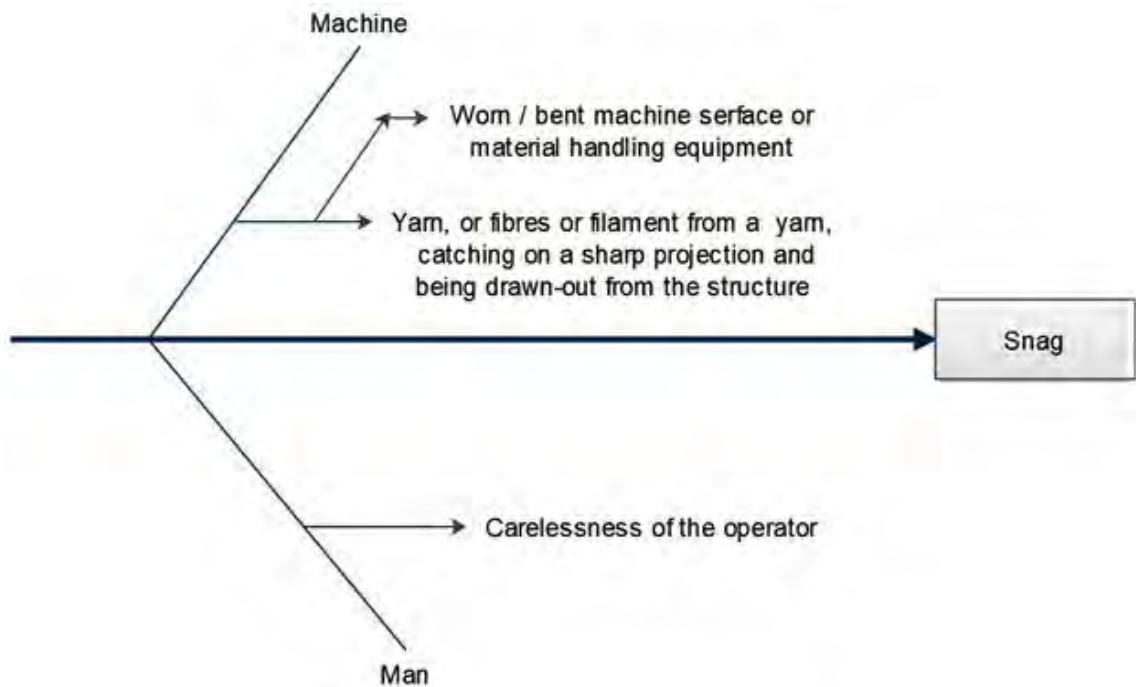 Machine
Worn / bent machine serface or
material handling equipment
Yarn, or fibres or filament from a yarn,
catching on a sharp projection and
being drawn-out from the structure
Snag
Carelessness of the operator
Man